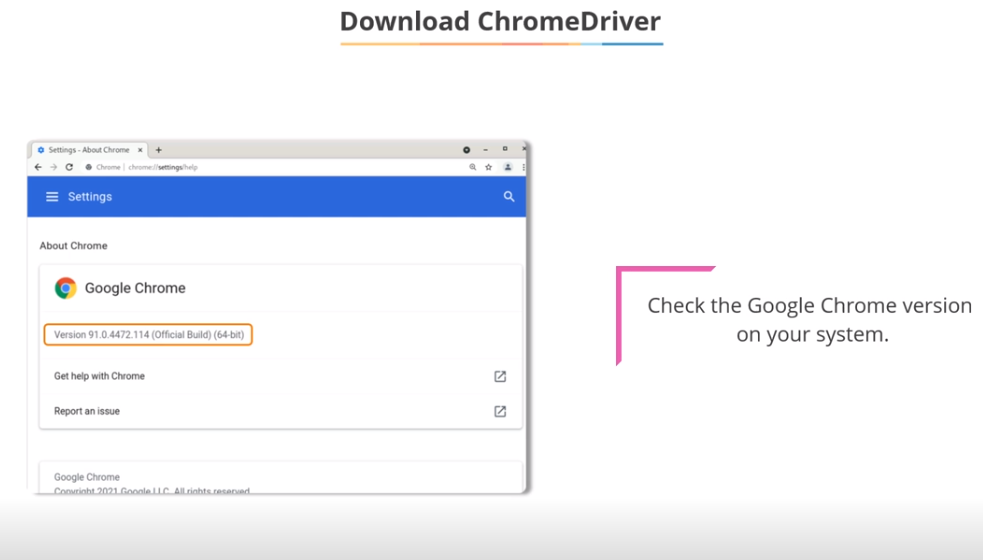 Download ChromeDriver
Settings - About Chrome
Chrome | chrome://settings/help
Settings
About Chrome
Google Chrome
Version 91.0.4472.114 (Official Build) (64-bit)
Get help with Chrome
Report an issue
Google Chrome
Copyright 2021 Google LLC. All rights reserved.
Check the Google Chrome version
on your system.